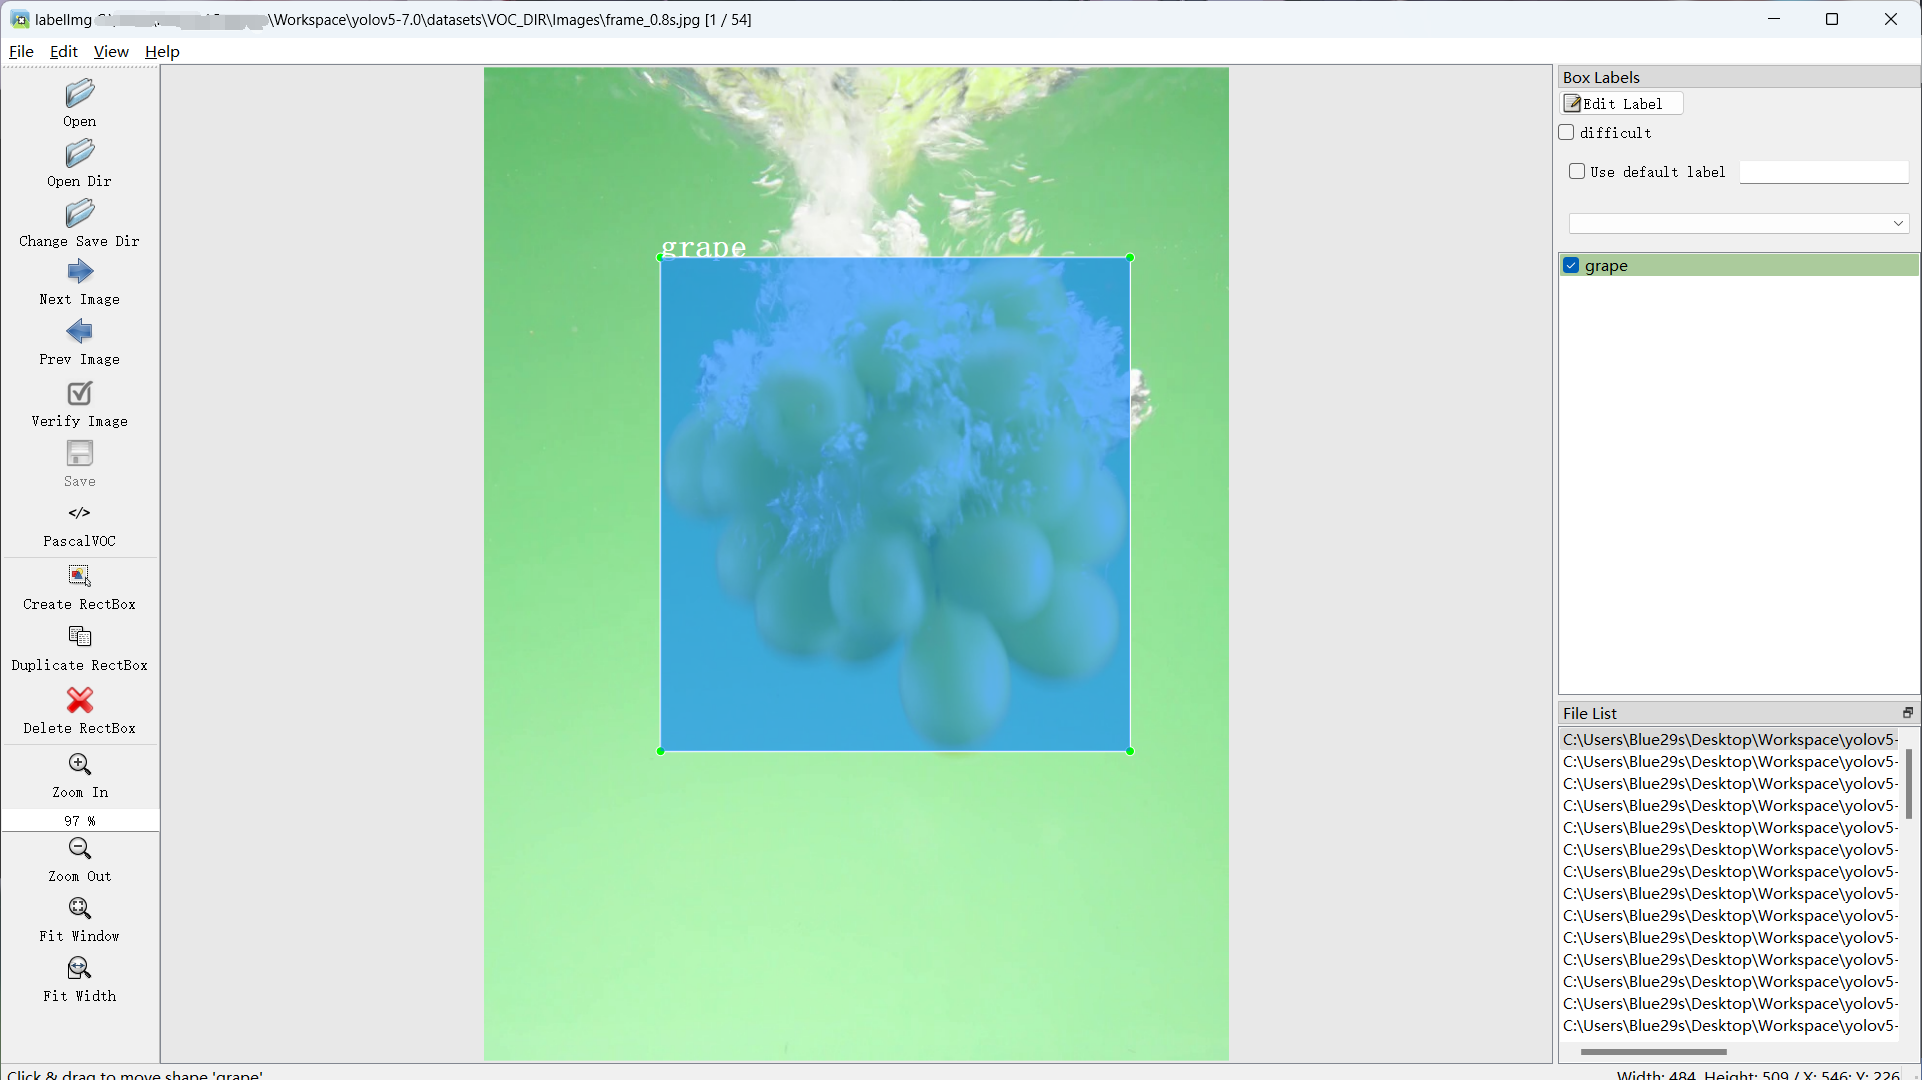 labelImg
\Workspace\yolov5-7.0\datasets\VOC_DIR\Images\frame_0.8s.jpg [1 / 54]
File Edit View Help
Open
Open Dir
Change Save Dir
Next Image
Prev Image
Verify Image
Save
</>
PascalVOC
Create RectBox
Duplicate RectBox
Delete RectBox
Zoom In
97 %
Zoom Out
Fit Window
Fit Width
grape
Box Labels
Edit Label
difficult
Use default label
grape
File List
C:\Users\Blue29s\Desktop\Workspace\yolov5-
C:\Users\Blue29s\Desktop\Workspace\yolov5-
C:\Users\Blue29s\Desktop\Workspace\yolov5-
C:\Users\Blue29s\Desktop\Workspace\yolov5-
C:\Users\Blue29s\Desktop\Workspace\yolov5-
C:\Users\Blue29s\Desktop\Workspace\yolov5-
C:\Users\Blue29s\Desktop\Workspace\yolov5-
C:\Users\Blue29s\Desktop\Workspace\yolov5-
C:\Users\Blue29s\Desktop\Workspace\yolov5-
C:\Users\Blue29s\Desktop\Workspace\yolov5-
C:\Users\Blue29s\Desktop\Workspace\yolov5-
C:\Users\Blue29s\Desktop\Workspace\yolov5-
C:\Users\Blue29s\Desktop\Workspace\yolov5-
C:\Users\Blue29s\Desktop\Workspace\yolov5-
Click & drag to move shape 'grape'
Width: 484, Height: 509 / X: 546; Y: 226